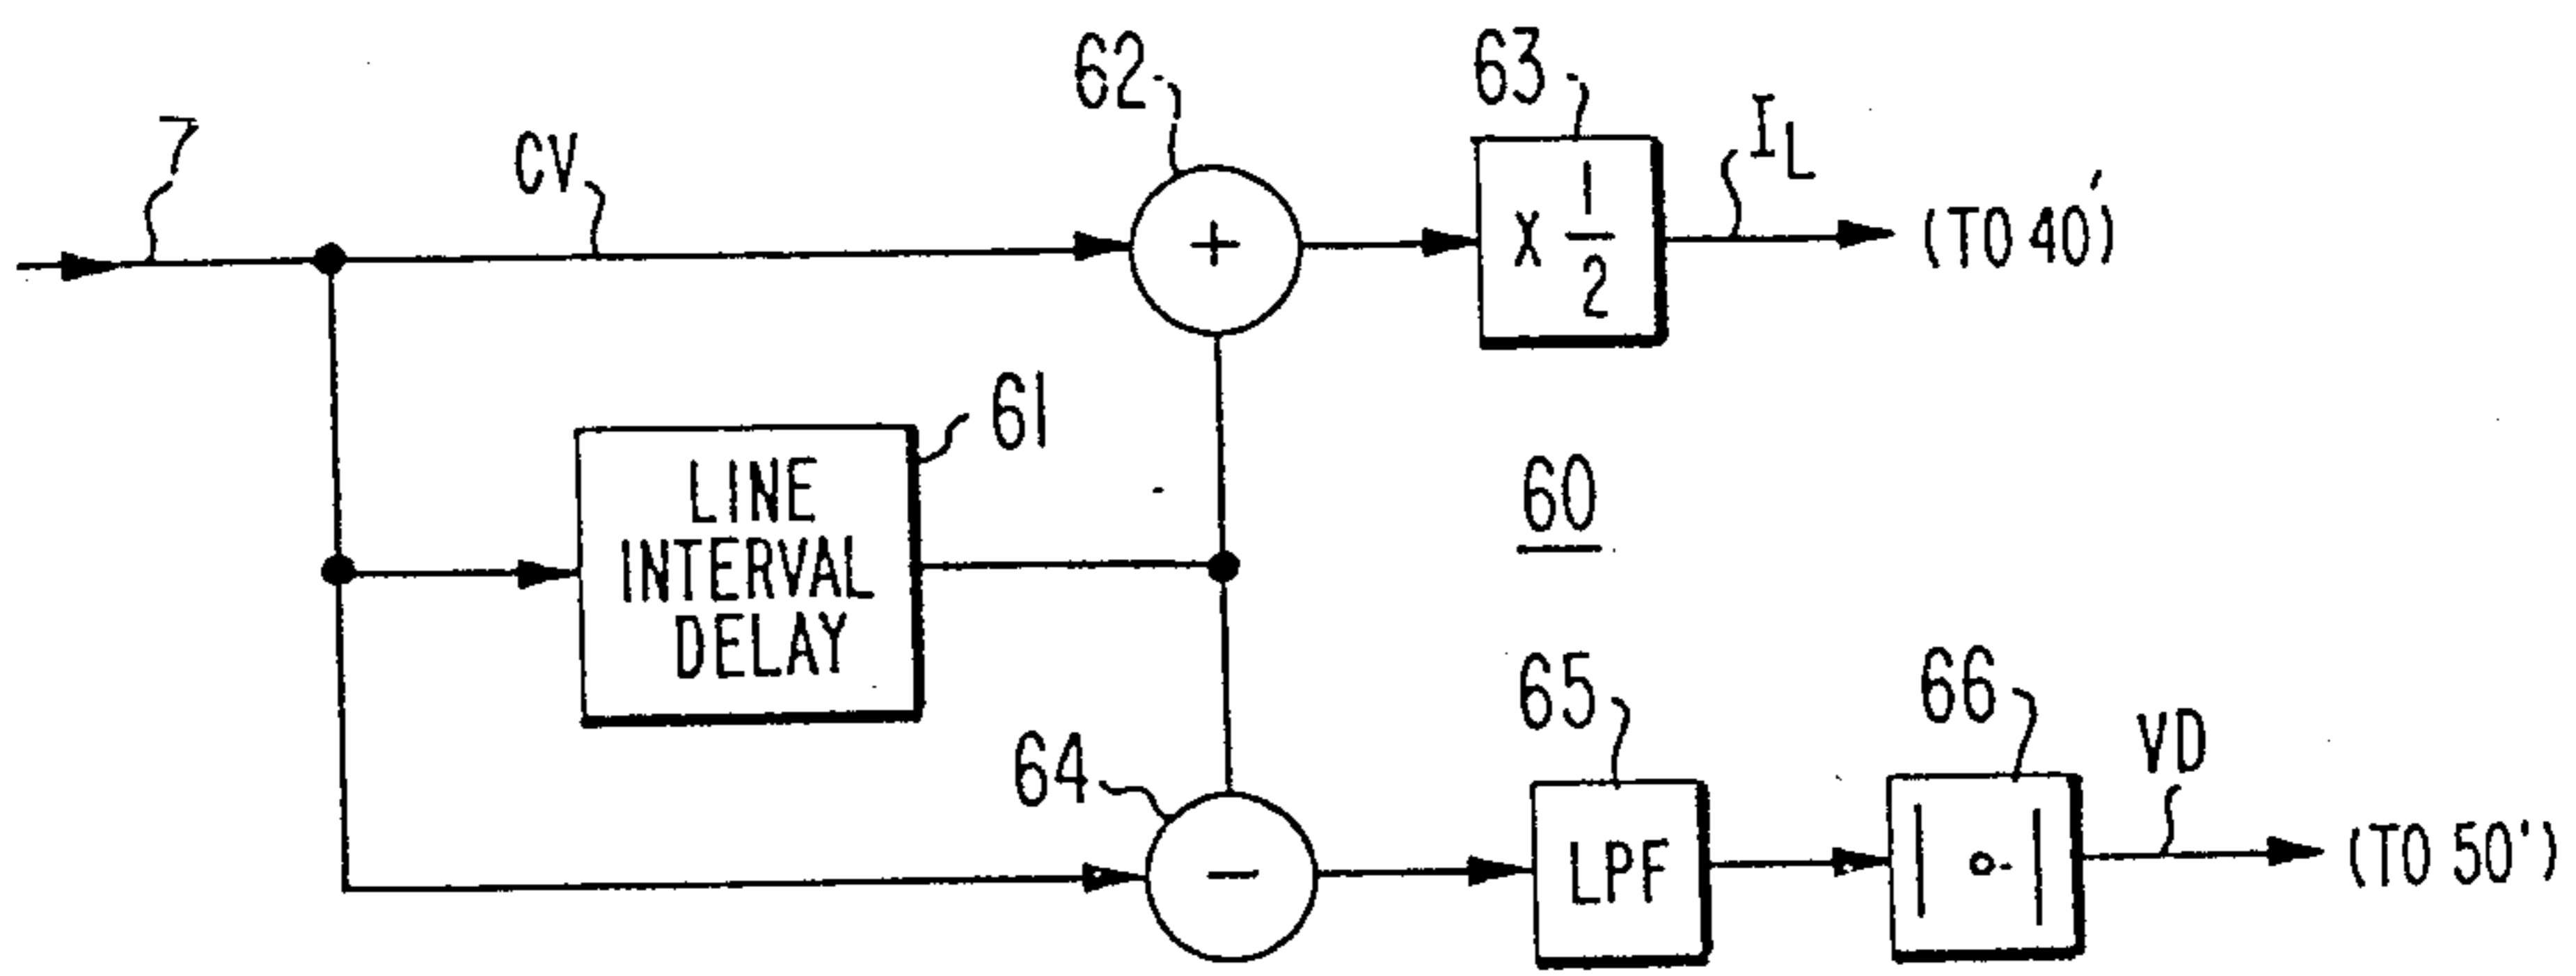 62
63
7
CV
I_L
+
X 1/2
(TO 40')
61
LINE
INTERVAL
DELAY
60
64
65
66
VD
−
LPF
| o |
(TO 50')